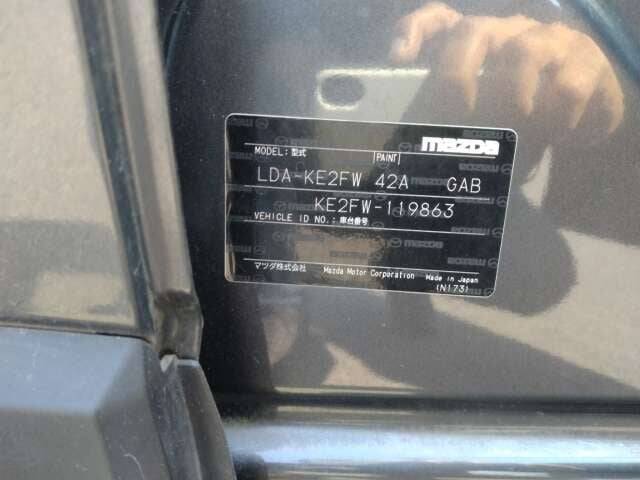 mazda
MODEL: 型式 PAINT
LDA-KE2FW 42A GAB
KE2FW-119863
VEHICLE ID NO.: 車台番号
マツダ株式会社 Mazda Motor Corporation Made in Japan
(N173)